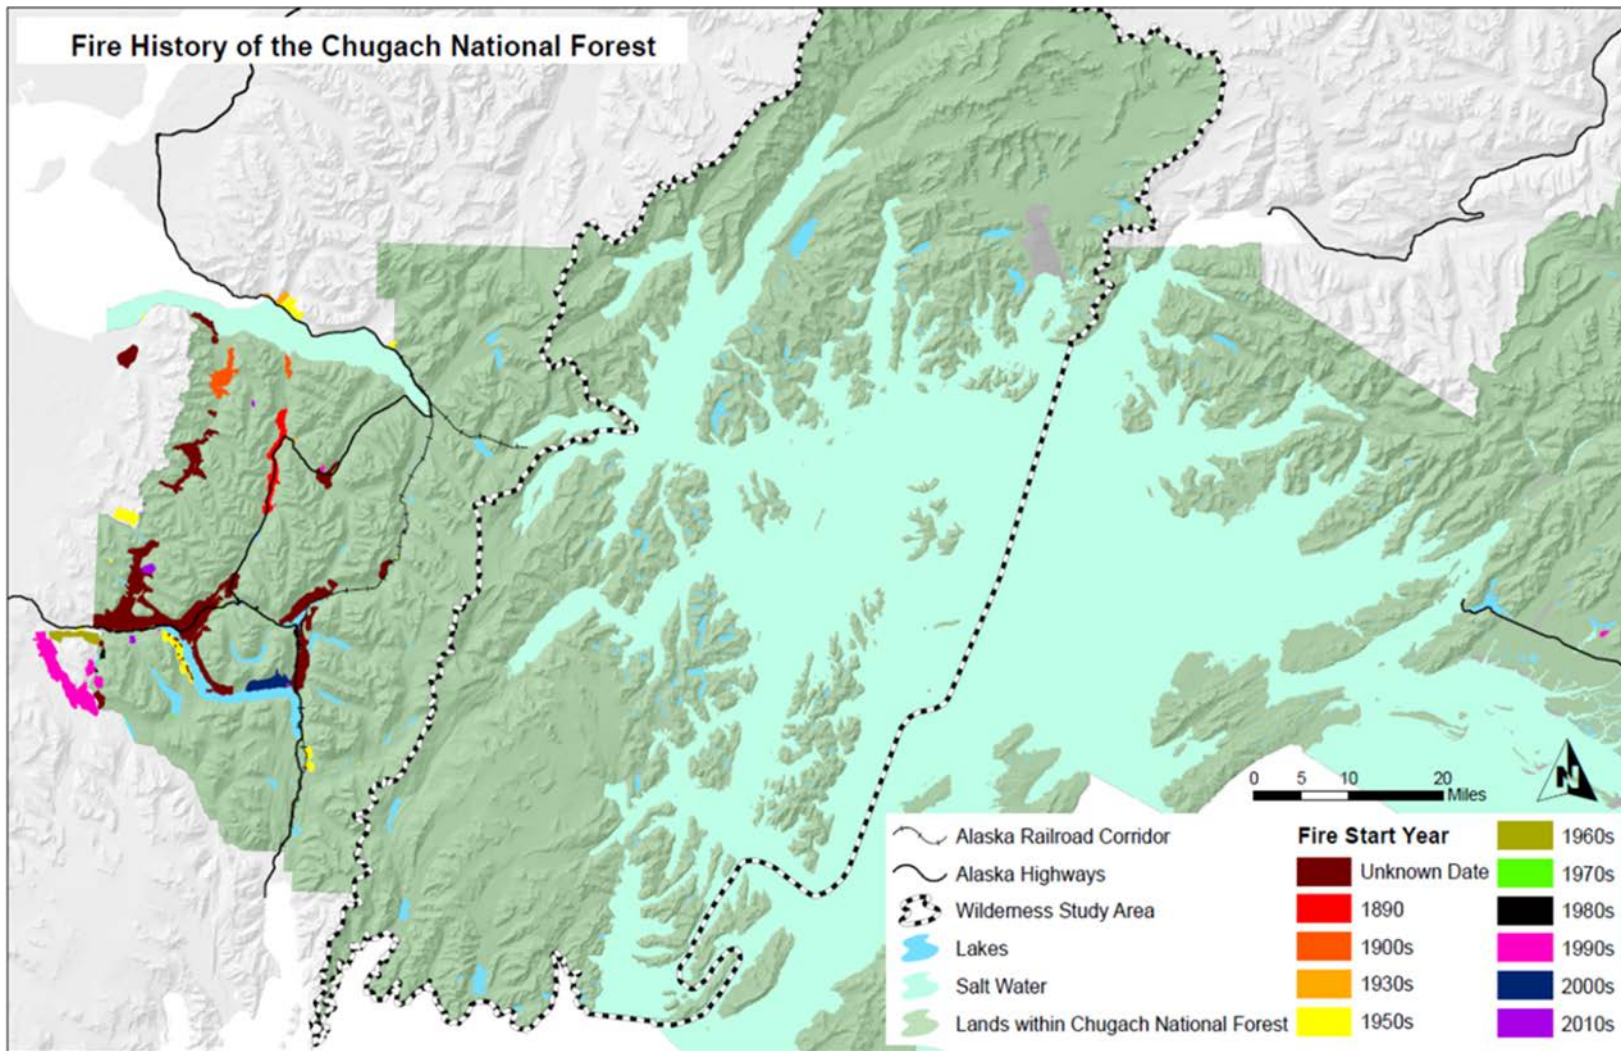 Fire History of the Chugach National Forest
N
0 5 10 20
Miles
Alaska Railroad Corridor
Alaska Highways
Wilderness Study Area
Lakes
Salt Water
Lands within Chugach National Forest
Fire Start Year
Unknown Date
1890
1900s
1930s
1950s
1960s
1970s
1980s
1990s
2000s
2010s